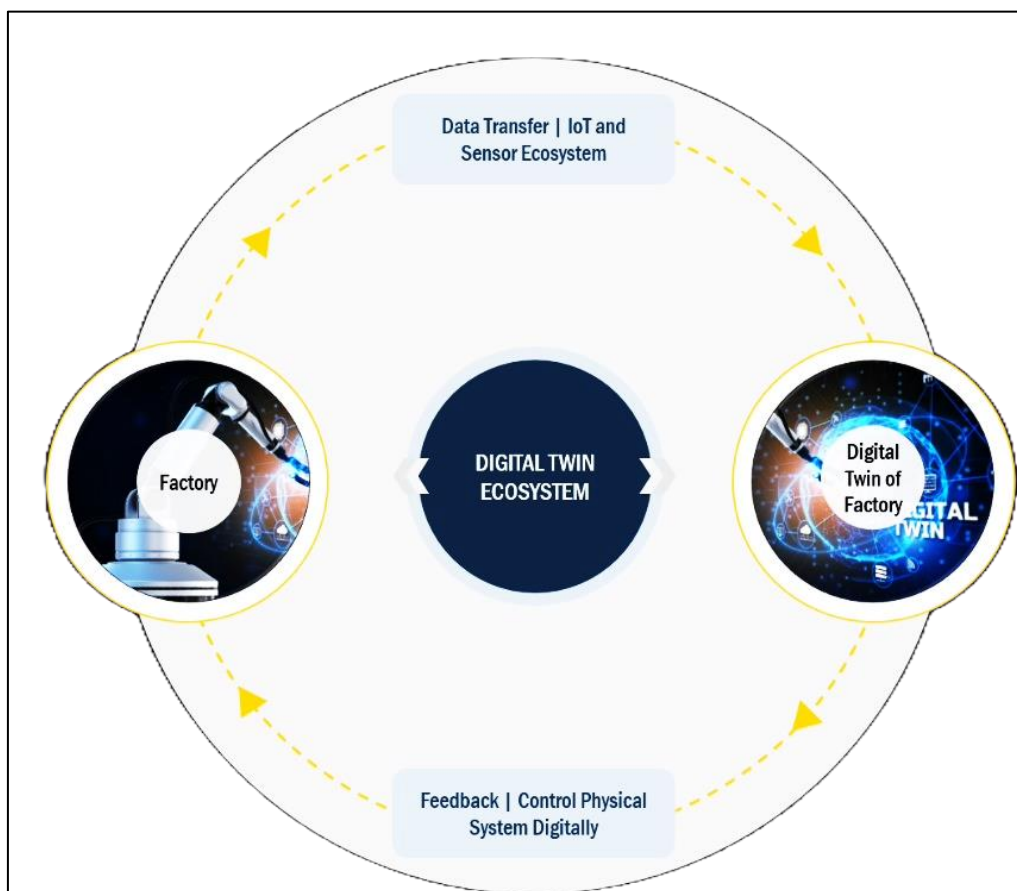 Data Transfer | IoT and
Sensor Ecosystem
Factory
DIGITAL TWIN
ECOSYSTEM
Digital
Twin of
Factory
DIGITAL
TWIN
Feedback | Control Physical
System Digitally